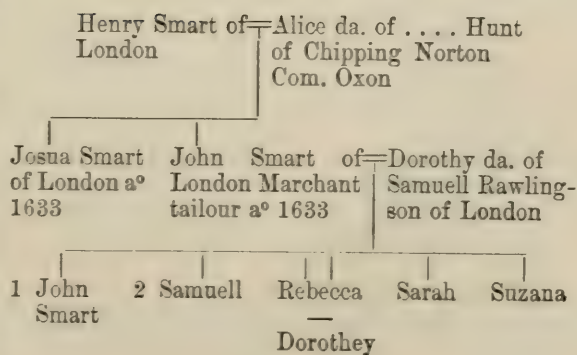 Henry Smart of=Alice da. of .... Hunt
London of Chipping Norton
Com. Oxon
Josua Smart
of London aº
1633
John Smart of=Dorothy da. of
London Marchant Samuell Rawling-
tailour aº 1633 son of London
1 John
Smart
2 Samuell Rebecca Sarah Suzana
—
Dorothey